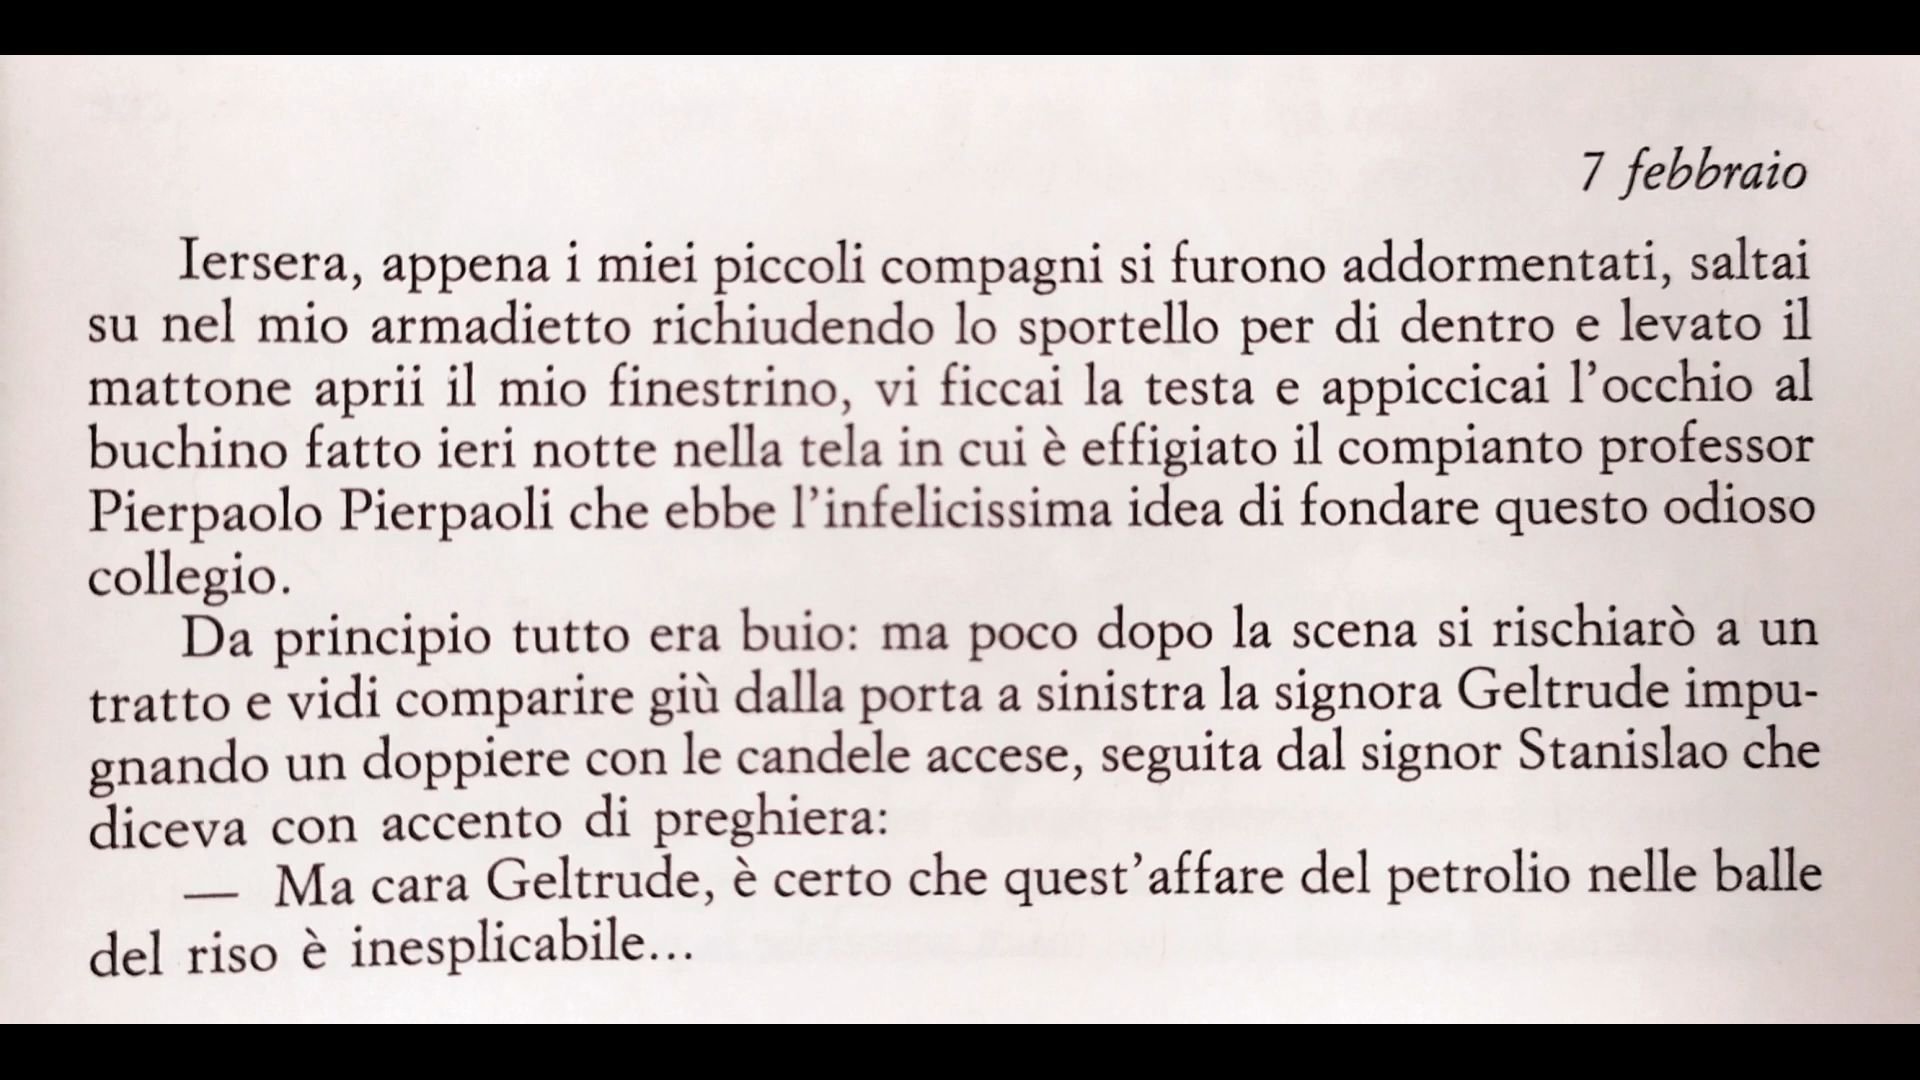 7 febbraio
Iersera, appena i miei piccoli compagni si furono addormentati, saltai
su nel mio armadietto richiudendo lo sportello per di dentro e levato il
mattone aprii il mio finestrino, vi ficcai la testa e appiccicai l'occhio al
buchino fatto ieri notte nella tela in cui è effigiato il compianto professor
Pierpaolo Pierpaoli che ebbe l'infelicissima idea di fondare questo odioso
collegio.
Da principio tutto era buio: ma poco dopo la scena si rischiarò a un
tratto e vidi comparire giù dalla porta a sinistra la signora Geltrude impu-
gnando un doppiere con le candele accese, seguita dal signor Stanislao che
diceva con accento di preghiera:
— Ma cara Geltrude, è certo che quest'affare del petrolio nelle balle
del riso è inesplicabile...